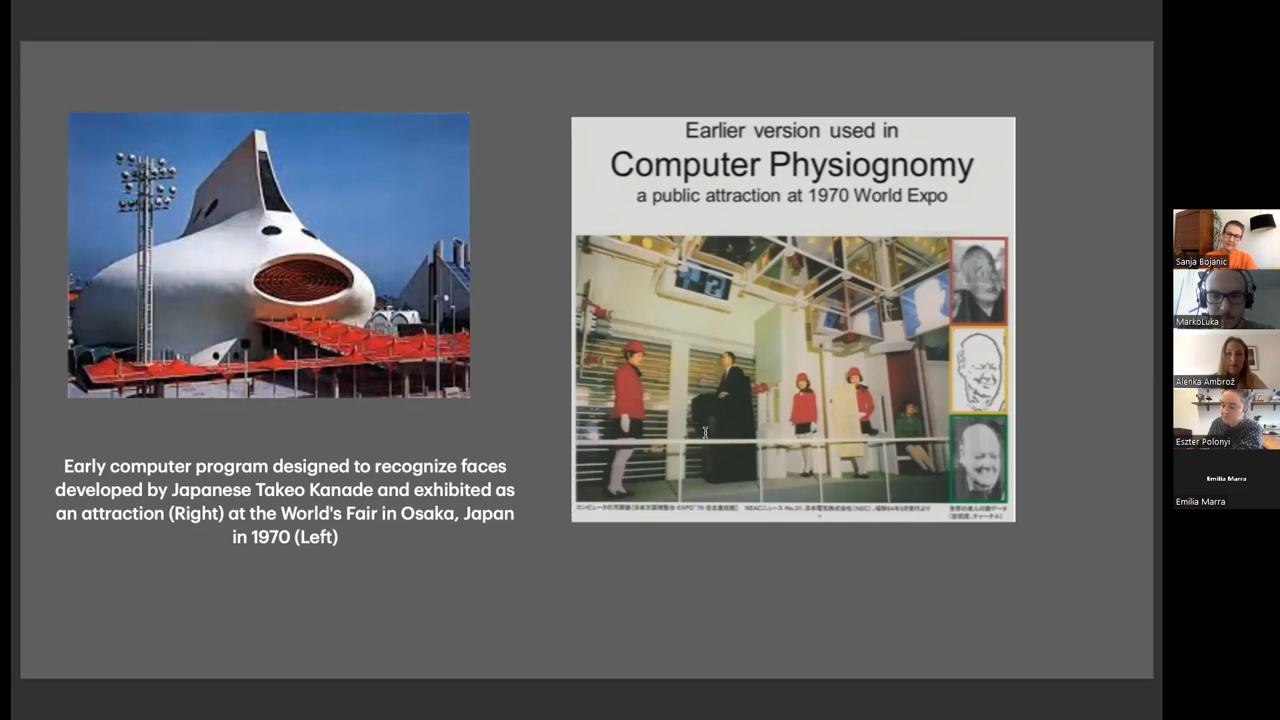 Early computer program designed to recognize faces
developed by Japanese Takeo Kanade and exhibited as
an attraction (Right) at the World's Fair in Osaka, Japan
in 1970 (Left)
Earlier version used in
Computer Physiognomy
a public attraction at 1970 World Expo
Sanja Bojanic
MarkoLuka
Alenka Ambrož
Eszter Polonyi
Emilia Marra
Emilia Marra